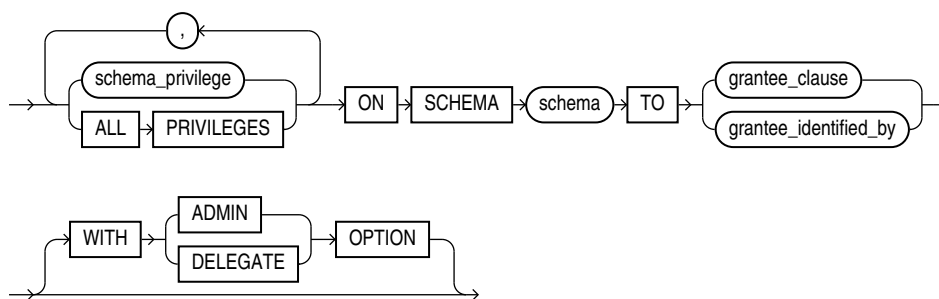 ,
schema_privilege
ALL PRIVILEGES
ON SCHEMA schema TO
grantee_clause
grantee_identified_by
WITH
ADMIN
DELEGATE
OPTION